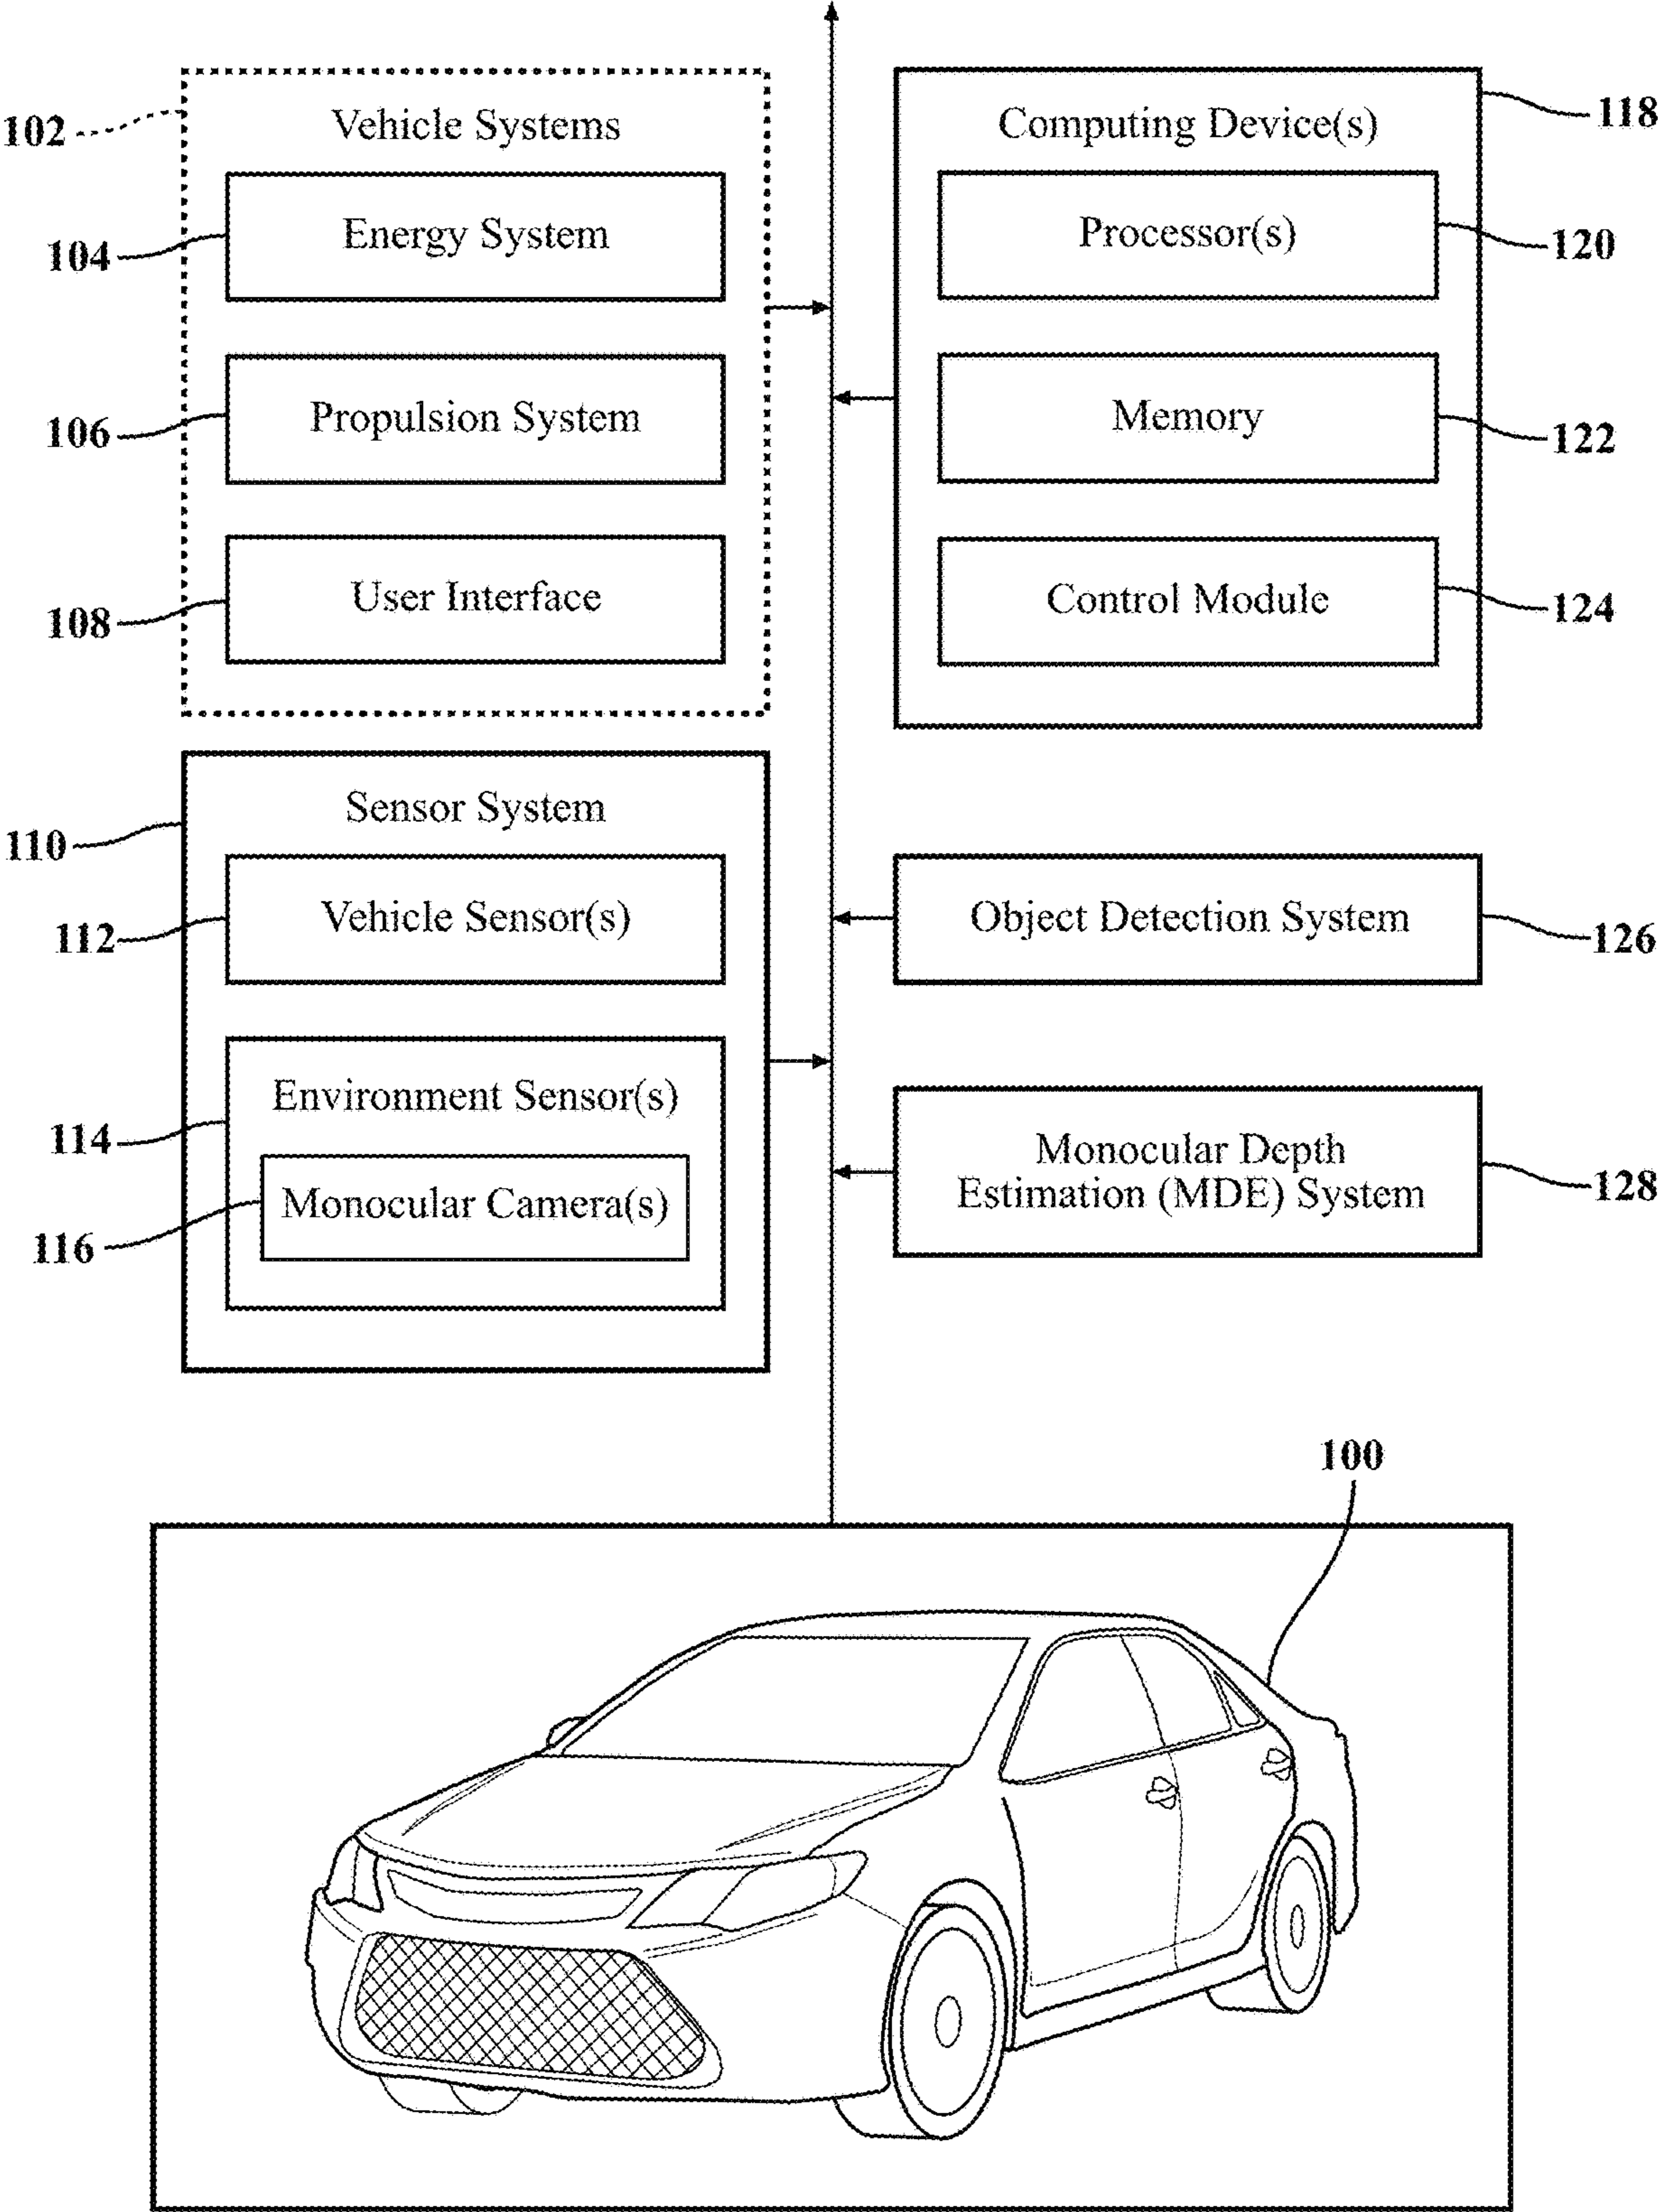 102
Vehicle Systems
104
Energy System
106
Propulsion System
108
User Interface
110
Sensor System
112
Vehicle Sensor(s)
114
Environment Sensor(s)
116
Monocular Camera(s)
118
Computing Device(s)
Processor(s)
120
Memory
122
Control Module
124
Object Detection System
126
Monocular Depth
Estimation (MDE) System
128
100